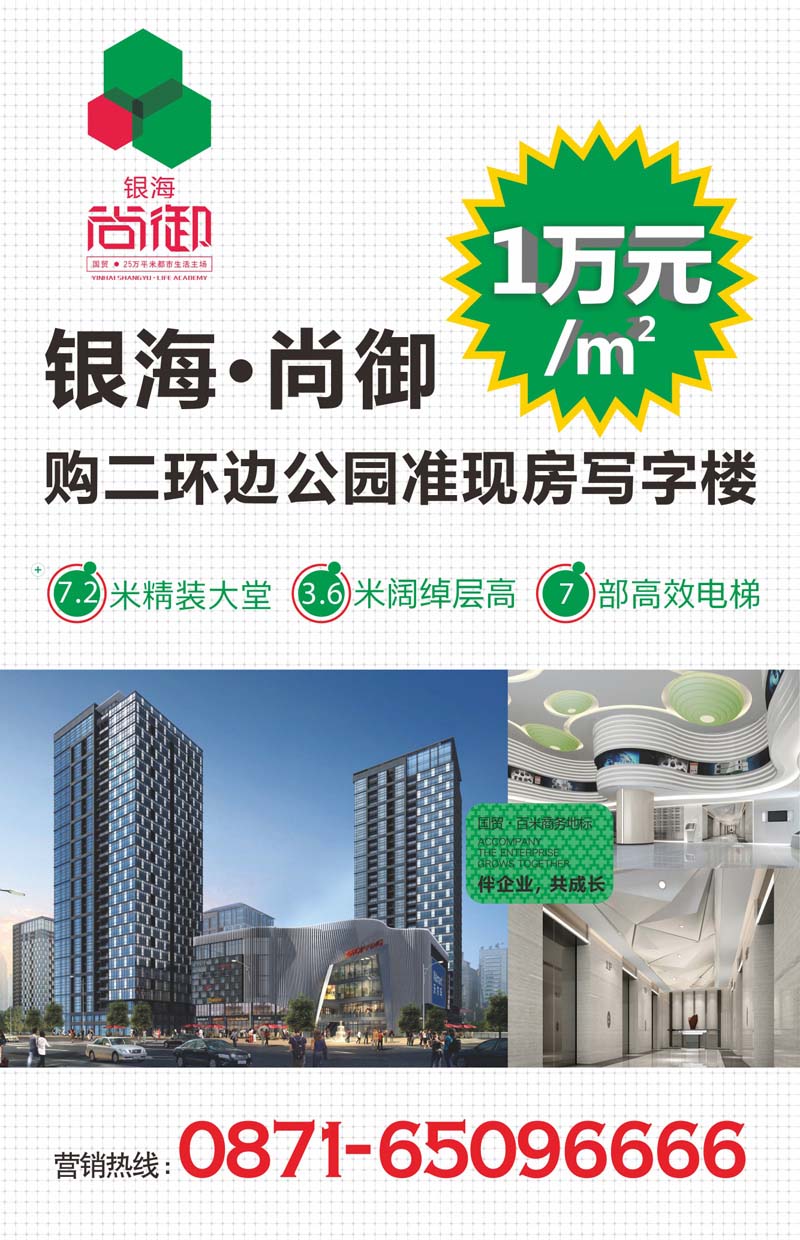 银海
尚御
国贸 ● 25万平米都市生活主场
YINHAI SHANGYU · LIFE ACADEMY
1万元
/m²
银海·尚御
购二环边公园准现房写字楼
7.2米精装大堂 3.6米阔绰层高 7部高效电梯
国贸·百米商务地标
ACCOMPANY
THE ENTERPRISE
GROWS TOGETHER
伴企业，共成长
营销热线：0871-65096666